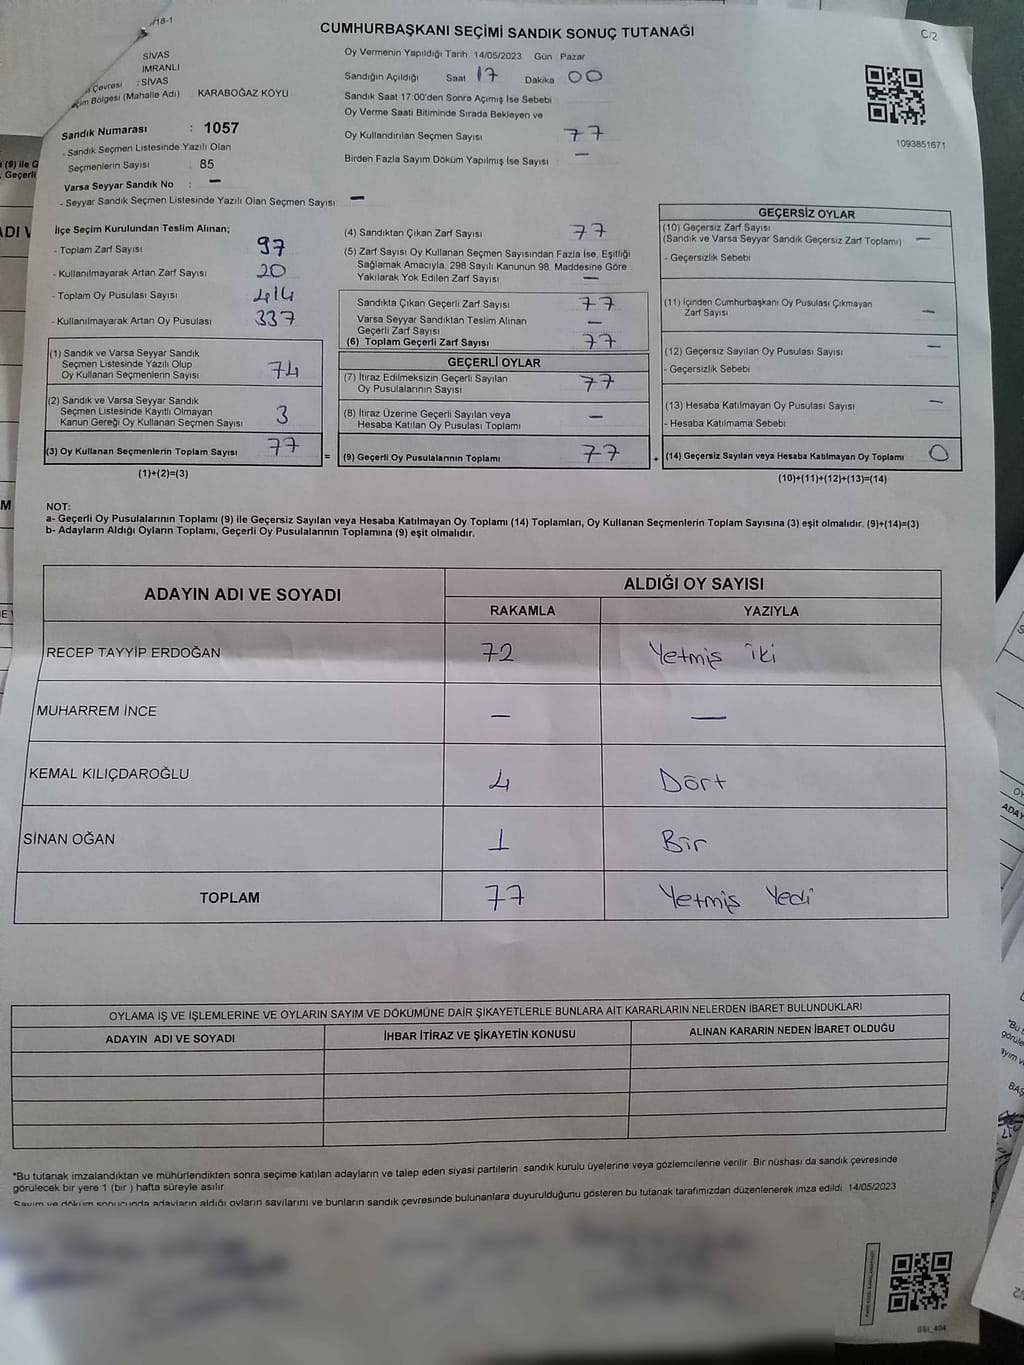 /18-1
CUMHURBAŞKANI SEÇİMİ SANDIK SONUÇ TUTANAĞI
C/2
SİVAS
İMRANLI
Çevresi : SİVAS
Bölgesi (Mahalle Adı) KARABOĞAZ KÖYÜ
Sandık Numarası : 1057
- Sandık Seçmen Listesinde Yazılı Olan
Seçmenlerin Sayısı : 85
Varsa Seyyar Sandık No : –
- Seyyar Sandık Seçmen Listesinde Yazılı Olan Seçmen Sayısı : –
Oy Vermenin Yapıldığı Tarih 14/05/2023 Gün Pazar
Sandığın Açıldığı Saat 17 Dakika 00
Sandık Saat 17:00'den Sonra Açımış İse Sebebi
Oy Verme Saati Bitiminde Sırada Bekleyen ve
Oy Kullandırılan Seçmen Sayısı 77
Birden Fazla Sayım Döküm Yapılmış İse Sayısı –
1093851671
İlçe Seçim Kurulundan Teslim Alınan;
- Toplam Zarf Sayısı 97
- Kullanılmayarak Artan Zarf Sayısı 20
- Toplam Oy Pusulası Sayısı 414
- Kullanılmayarak Artan Oy Pusulası 337
(1) Sandık ve Varsa Seyyar Sandık
Seçmen Listesinde Yazılı Olup
Oy Kullanan Seçmenlerin Sayısı 74
(2) Sandık ve Varsa Seyyar Sandık
Seçmen Listesinde Kayıtlı Olmayan
Kanun Gereği Oy Kullanan Seçmen Sayısı 3
(3) Oy Kullanan Seçmenlerin Toplam Sayısı 77
(1)+(2)=(3)
(4) Sandıktan Çıkan Zarf Sayısı 77
(5) Zarf Sayısı Oy Kullanan Seçmen Sayısından Fazla İse, Eşitliği
Sağlamak Amacıyla, 298 Sayılı Kanunun 98. Maddesine Göre
Yakılarak Yok Edilen Zarf Sayısı –
Sandıkta Çıkan Geçerli Zarf Sayısı 77
Varsa Seyyar Sandıktan Teslim Alınan
Geçerli Zarf Sayısı –
(6) Toplam Geçerli Zarf Sayısı 77
GEÇERLİ OYLAR
(7) İtiraz Edilmeksizin Geçerli Sayılan
Oy Pusulalarının Sayısı 77
(8) İtiraz Üzerine Geçerli Sayılan veya
Hesaba Katılan Oy Pusulası Toplamı –
= (9) Geçerli Oy Pusulalarının Toplamı 77
GEÇERSİZ OYLAR
(10) Geçersiz Zarf Sayısı
(Sandık ve Varsa Seyyar Sandık Geçersiz Zarf Toplamı) –
- Geçersizlik Sebebi
(11) İçinden Cumhurbaşkanı Oy Pusulası Çıkmayan
Zarf Sayısı –
(12) Geçersiz Sayılan Oy Pusulası Sayısı –
- Geçersizlik Sebebi
(13) Hesaba Katılmayan Oy Pusulası Sayısı –
- Hesaba Katılmama Sebebi
+ (14) Geçersiz Sayılan veya Hesaba Katılmayan Oy Toplamı 0
(10)+(11)+(12)+(13)=(14)
NOT:
a- Geçerli Oy Pusulalarının Toplamı (9) ile Geçersiz Sayılan veya Hesaba Katılmayan Oy Toplamı (14) Toplamları, Oy Kullanan Seçmenlerin Toplam Sayısına (3) eşit olmalıdır. (9)+(14)=(3)
b- Adayların Aldığı Oyların Toplamı, Geçerli Oy Pusulalarının Toplamına (9) eşit olmalıdır.
ADAYIN ADI VE SOYADI ALDIĞI OY SAYISI
RAKAMLA YAZIYLA
RECEP TAYYİP ERDOĞAN 72 Yetmiş iki
MUHARREM İNCE – –
KEMAL KILIÇDAROĞLU 4 Dört
SİNAN OĞAN 1 Bir
TOPLAM 77 Yetmiş Yedi
OYLAMA İŞ VE İŞLEMLERİNE VE OYLARIN SAYIM VE DÖKÜMÜNE DAİR ŞİKAYETLERLE BUNLARA AİT KARARLARIN NELERDEN İBARET BULUNDUKLARI
ADAYIN ADI VE SOYADI İHBAR İTİRAZ VE ŞİKAYETİN KONUSU ALINAN KARARIN NEDEN İBARET OLDUĞU
*Bu tutanak imzalandıktan ve mühürlendikten sonra seçime katılan adayların ve talep eden siyasi partilerin sandık kurulu üyelerine veya gözlemcilerine verilir. Bir nüshası da sandık çevresinde
görülecek bir yere 1 (bir ) hafta süreyle asılır.
Sayım ve döküm sonucunda adayların aldığı oyların sayılarını ve bunların sandık çevresinde bulunanlara duyurulduğunu gösteren bu tutanak tarafımızdan düzenlenerek imza edildi. 14/05/2023